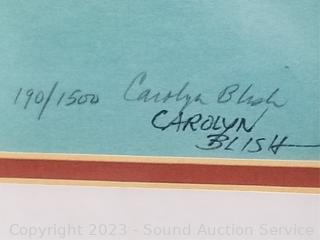 190/1500 Carolyn Blish
CAROLYN
BLISH
Copyright 2023 - Sound Auction Service